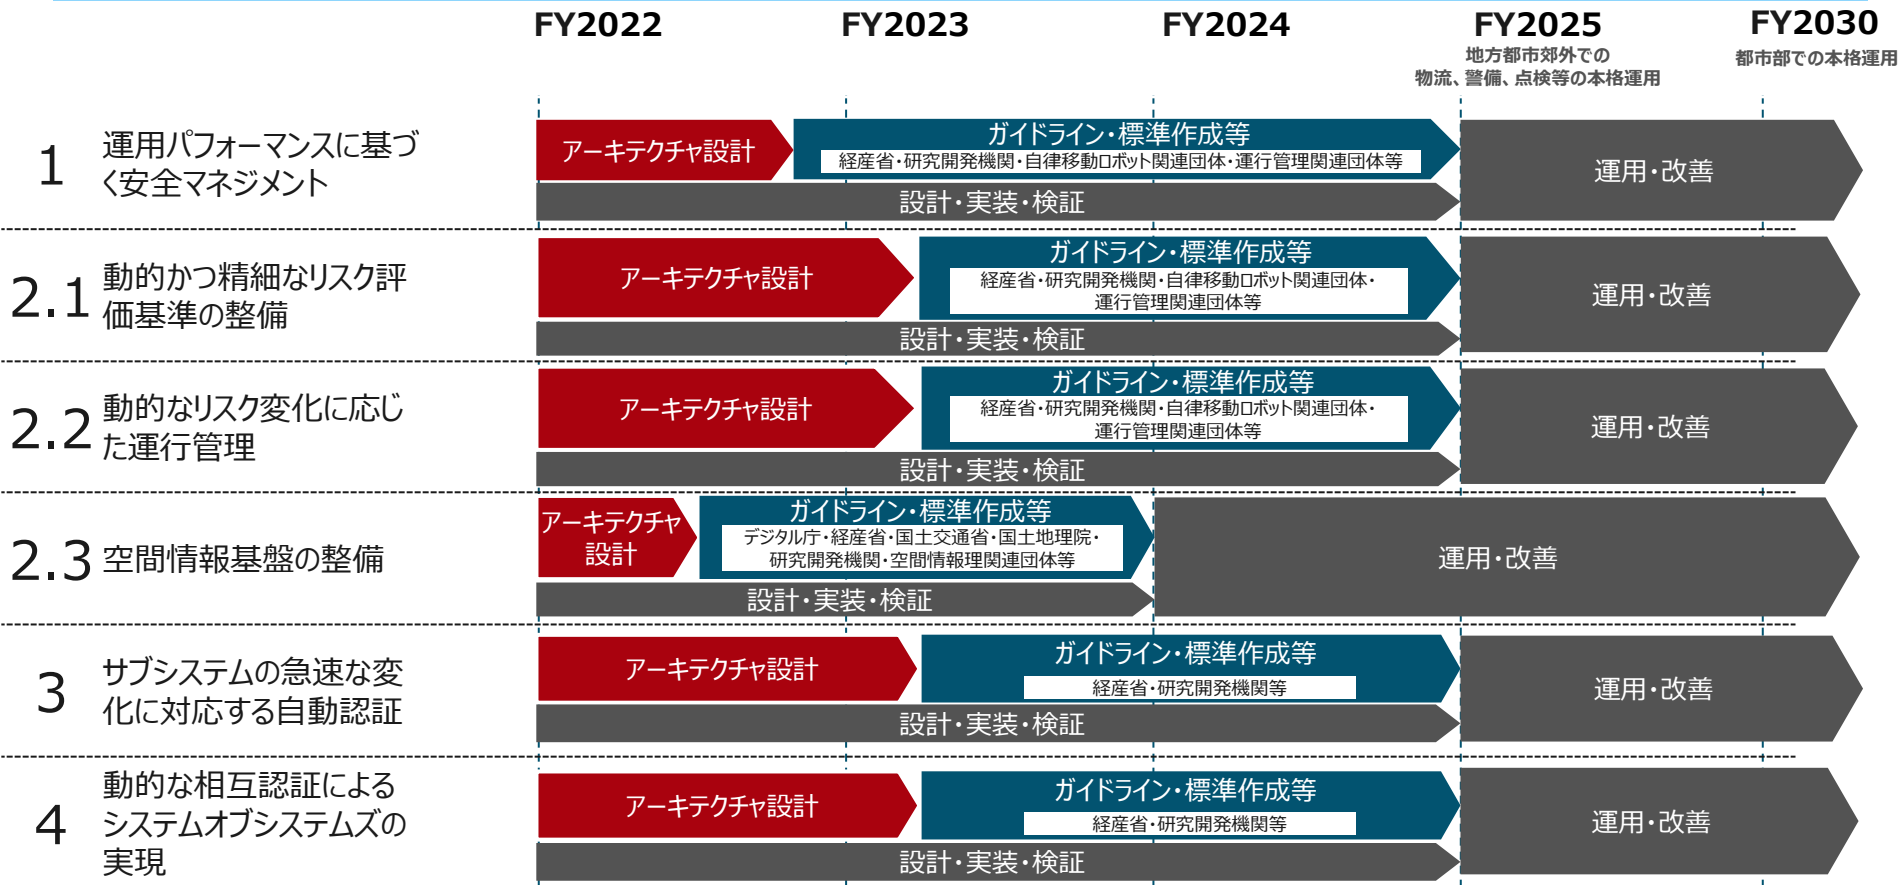 FY2022
FY2023
FY2024
FY2025
FY2030
地方都市郊外での
物流、警備、点検等の本格運用
都市部での本格運用
1
運用パフォーマンスに基づ
く安全マネジメント
アーキテクチャ設計
ガイドライン・標準作成等
経産省・研究開発機関・自律移動ロボット関連団体・運行管理関連団体等
設計・実装・検証
運用・改善
2.1
動的かつ精細なリスク評
価基準の整備
アーキテクチャ設計
ガイドライン・標準作成等
経産省・研究開発機関・自律移動ロボット関連団体・
運行管理関連団体等
設計・実装・検証
運用・改善
2.2
動的なリスク変化に応じ
た運行管理
アーキテクチャ設計
ガイドライン・標準作成等
経産省・研究開発機関・自律移動ロボット関連団体・
運行管理関連団体等
設計・実装・検証
運用・改善
2.3
空間情報基盤の整備
アーキテクチャ
設計
ガイドライン・標準作成等
デジタル庁・経産省・国土交通省・国土地理院・
研究開発機関・空間情報理関連団体等
設計・実装・検証
運用・改善
3
サブシステムの急速な変
化に対応する自動認証
アーキテクチャ設計
ガイドライン・標準作成等
経産省・研究開発機関等
設計・実装・検証
運用・改善
4
動的な相互認証による
システムオブシステムズの
実現
アーキテクチャ設計
ガイドライン・標準作成等
経産省・研究開発機関等
設計・実装・検証
運用・改善